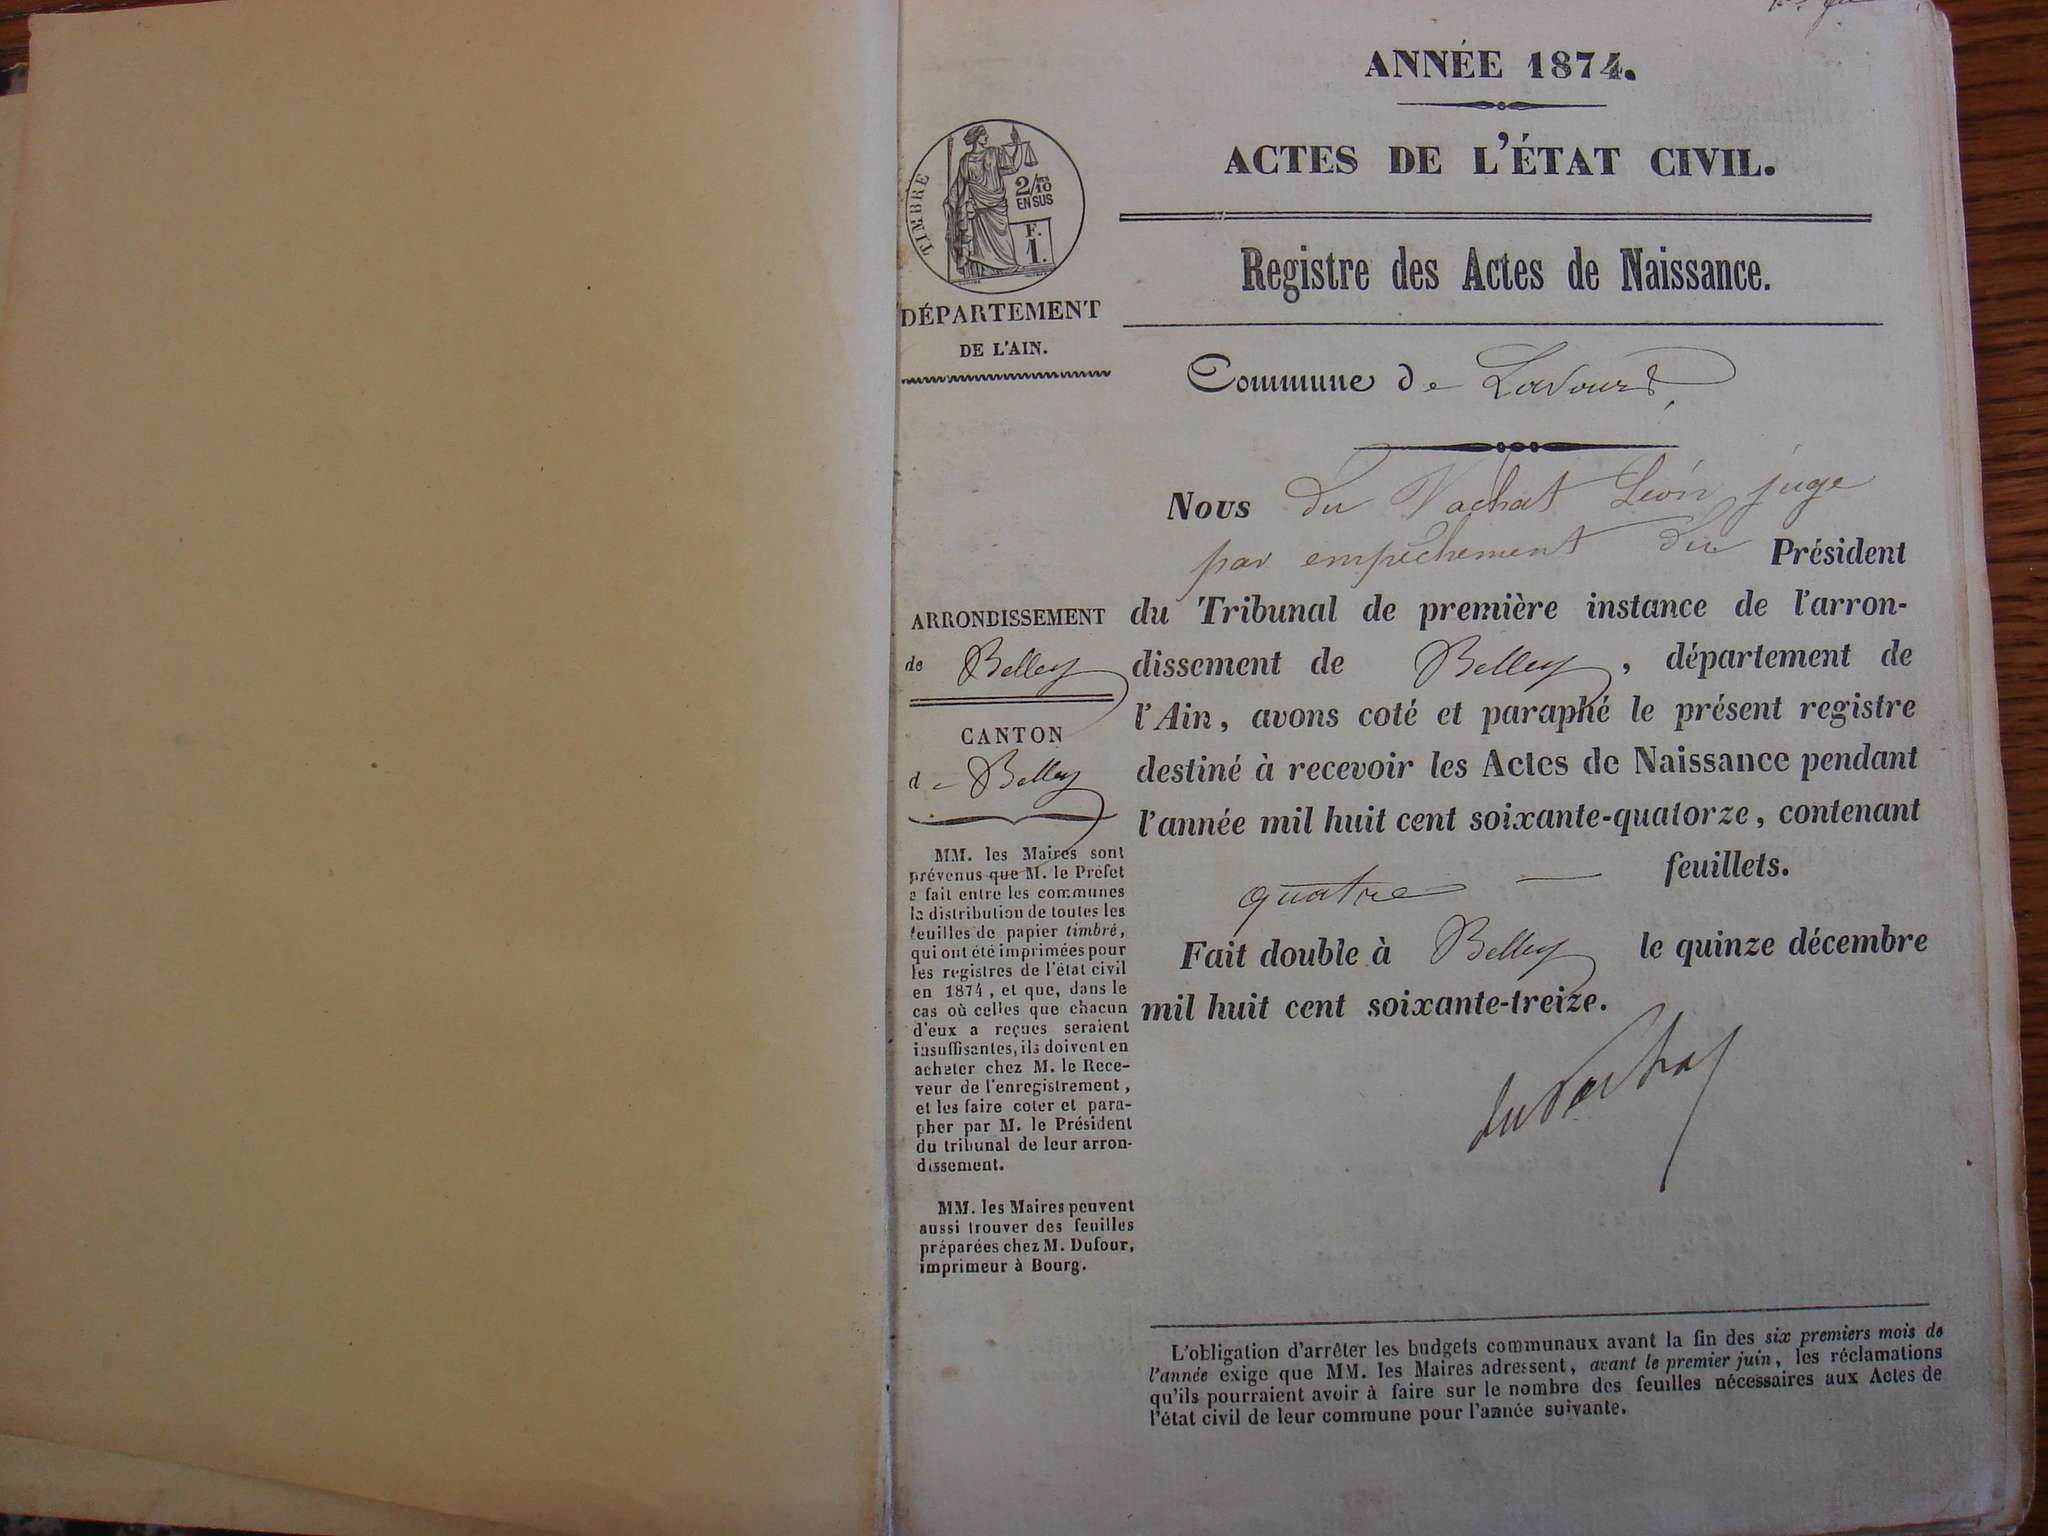 ANNÉE 1874.
ACTES DE L'ÉTAT CIVIL.
Registre des Actes de Naissance.
TIMBRE
2/10 EN SUS
F.
1.
DÉPARTEMENT
DE L'AIN.
Commune de Lavours
Nous du Vachat Léon juge
par empêchement du Président
du Tribunal de première instance de l'arron-
dissement de Belley, département de
l'Ain, avons coté et paraphé le présent registre
destiné à recevoir les Actes de Naissance pendant
l'année mil huit cent soixante-quatorze, contenant
quatre — feuillets.
Fait double à Belley le quinze décembre
mil huit cent soixante-treize.
du Vachat
ARRONDISSEMENT
de Belley
CANTON
de Belley
MM. les Maires sont
prévenus que M. le Préfet
a fait entre les communes
la distribution de toutes les
feuilles de papier timbré,
qui ont été imprimées pour
les registres de l'état civil
en 1874, et que, dans le
cas où celles que chacun
d'eux a reçues seraient
insuffisantes, ils doivent en
acheter chez M. le Rece-
veur de l'enregistrement,
et les faire coter et para-
pher par M. le Président
du tribunal de leur arron-
dissement.
MM. les Maires peuvent
aussi trouver des feuilles
préparées chez M. Dufour,
imprimeur à Bourg.
L'obligation d'arrêter les budgets communaux avant la fin des six premiers mois de
l'année exige que MM. les Maires adressent, avant le premier juin, les réclamations
qu'ils pourraient avoir à faire sur le nombre des feuilles nécessaires aux Actes de
l'état civil de leur commune pour l'année suivante.